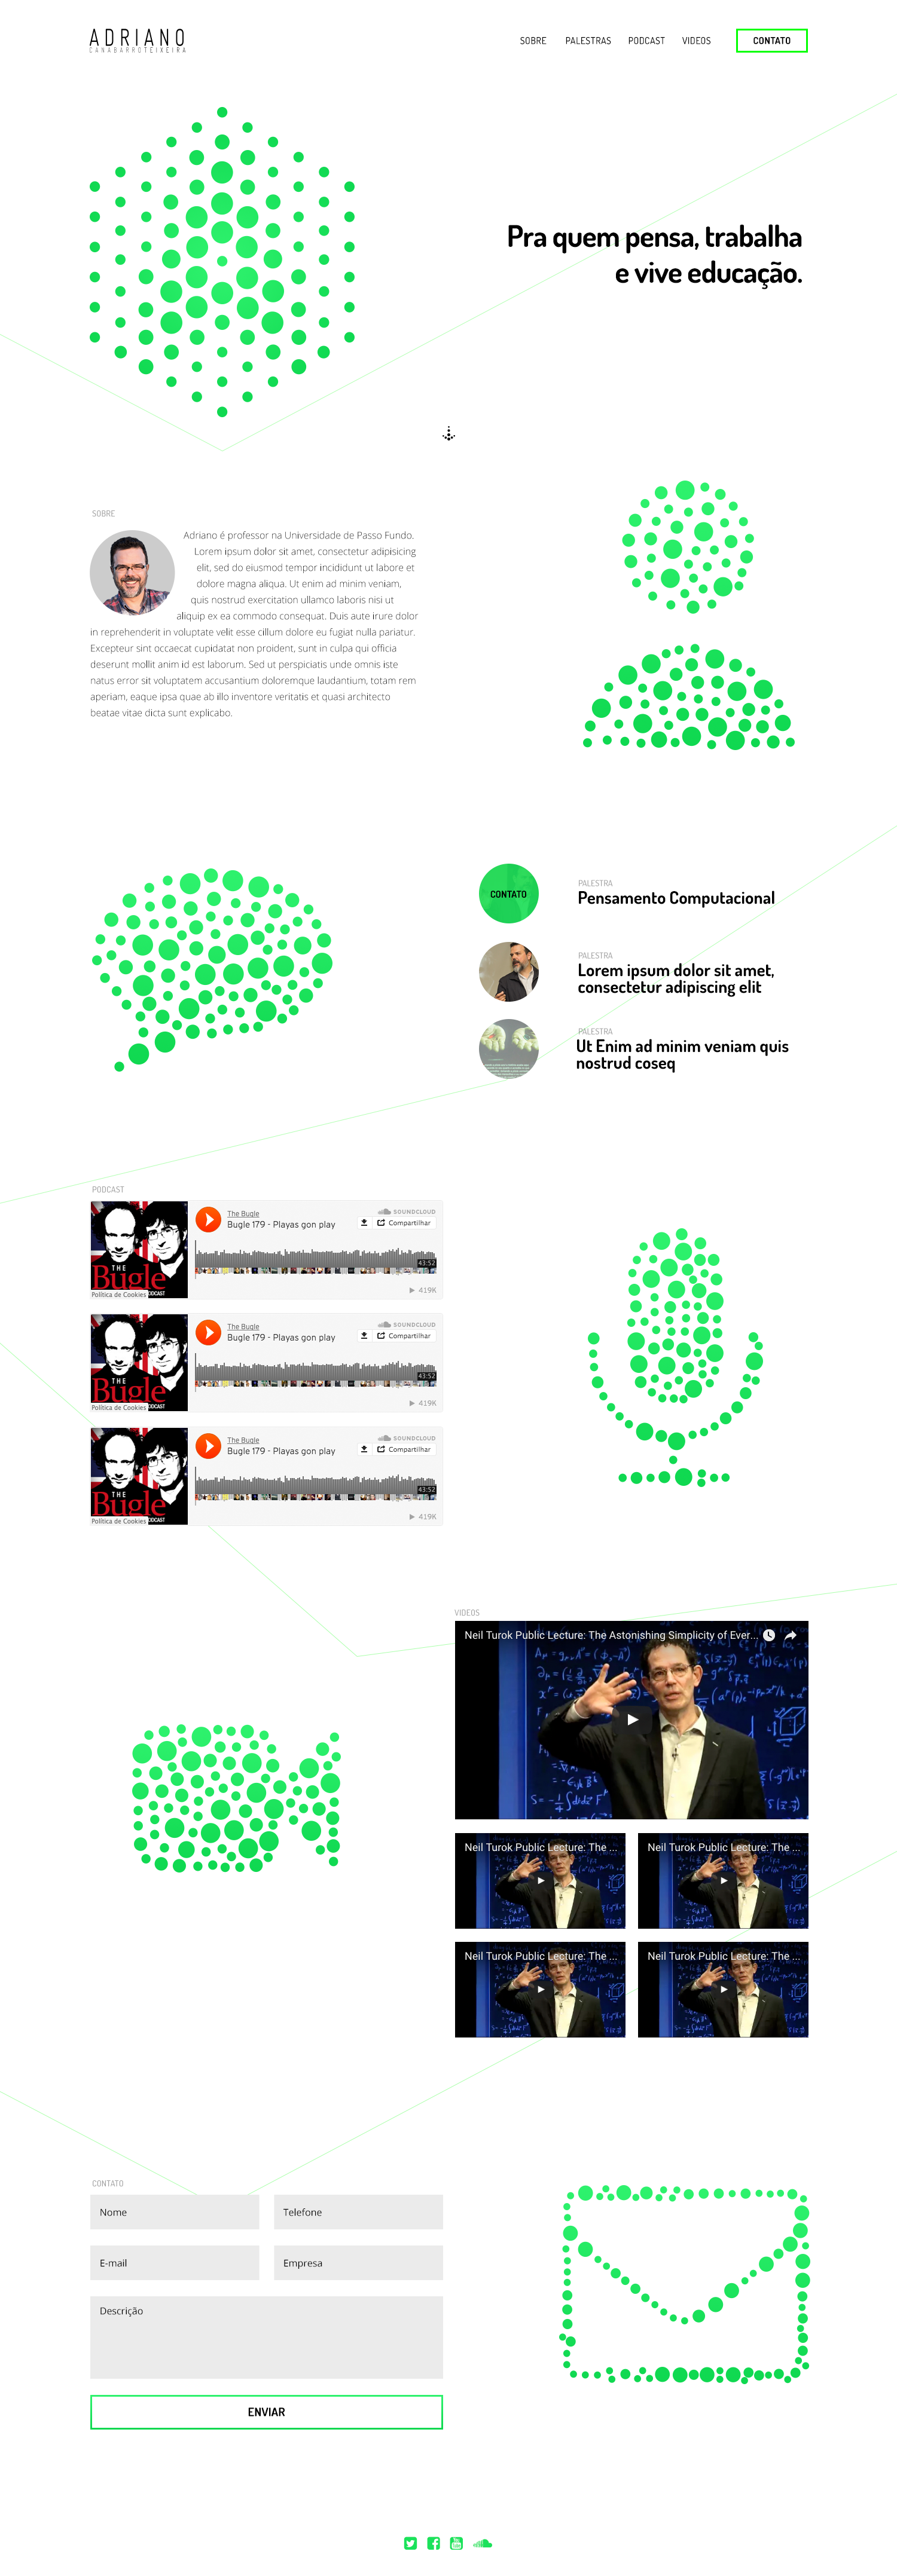 ADRIANO
CANABARROTEIXEIRA
SOBRE
PALESTRAS
PODCAST
VIDEOS
CONTATO
Pra quem pensa, trabalha
e vive educação.
SOBRE
Adriano é professor na Universidade de Passo Fundo.
Lorem ipsum dolor sit amet, consectetur adipisicing
elit, sed do eiusmod tempor incididunt ut labore et
dolore magna aliqua. Ut enim ad minim veniam,
quis nostrud exercitation ullamco laboris nisi ut
aliquip ex ea commodo consequat. Duis aute irure dolor
in reprehenderit in voluptate velit esse cillum dolore eu fugiat nulla pariatur.
Excepteur sint occaecat cupidatat non proident, sunt in culpa qui officia
deserunt mollit anim id est laborum. Sed ut perspiciatis unde omnis iste
natus error sit voluptatem accusantium doloremque laudantium, totam rem
aperiam, eaque ipsa quae ab illo inventore veritatis et quasi architecto
beatae vitae dicta sunt explicabo.
CONTATO
PALESTRA
Pensamento Computacional
PALESTRA
Lorem ipsum dolor sit amet,
consectetur adipiscing elit
PALESTRA
Ut Enim ad minim veniam quis
nostrud coseq
PODCAST
THE
Bugle
PODCAST
Política de Cookies
The Bugle
Bugle 179 - Playas gon play
SOUNDCLOUD
Compartilhar
43:52
419K
THE
Bugle
PODCAST
Política de Cookies
The Bugle
Bugle 179 - Playas gon play
SOUNDCLOUD
Compartilhar
43:52
419K
THE
Bugle
PODCAST
Política de Cookies
The Bugle
Bugle 179 - Playas gon play
SOUNDCLOUD
Compartilhar
43:52
419K
VIDEOS
Neil Turok Public Lecture: The Astonishing Simplicity of Ever...
Neil Turok Public Lecture: The ...
Neil Turok Public Lecture: The ...
Neil Turok Public Lecture: The ...
Neil Turok Public Lecture: The ...
CONTATO
Nome
Telefone
E-mail
Empresa
Descrição
ENVIAR